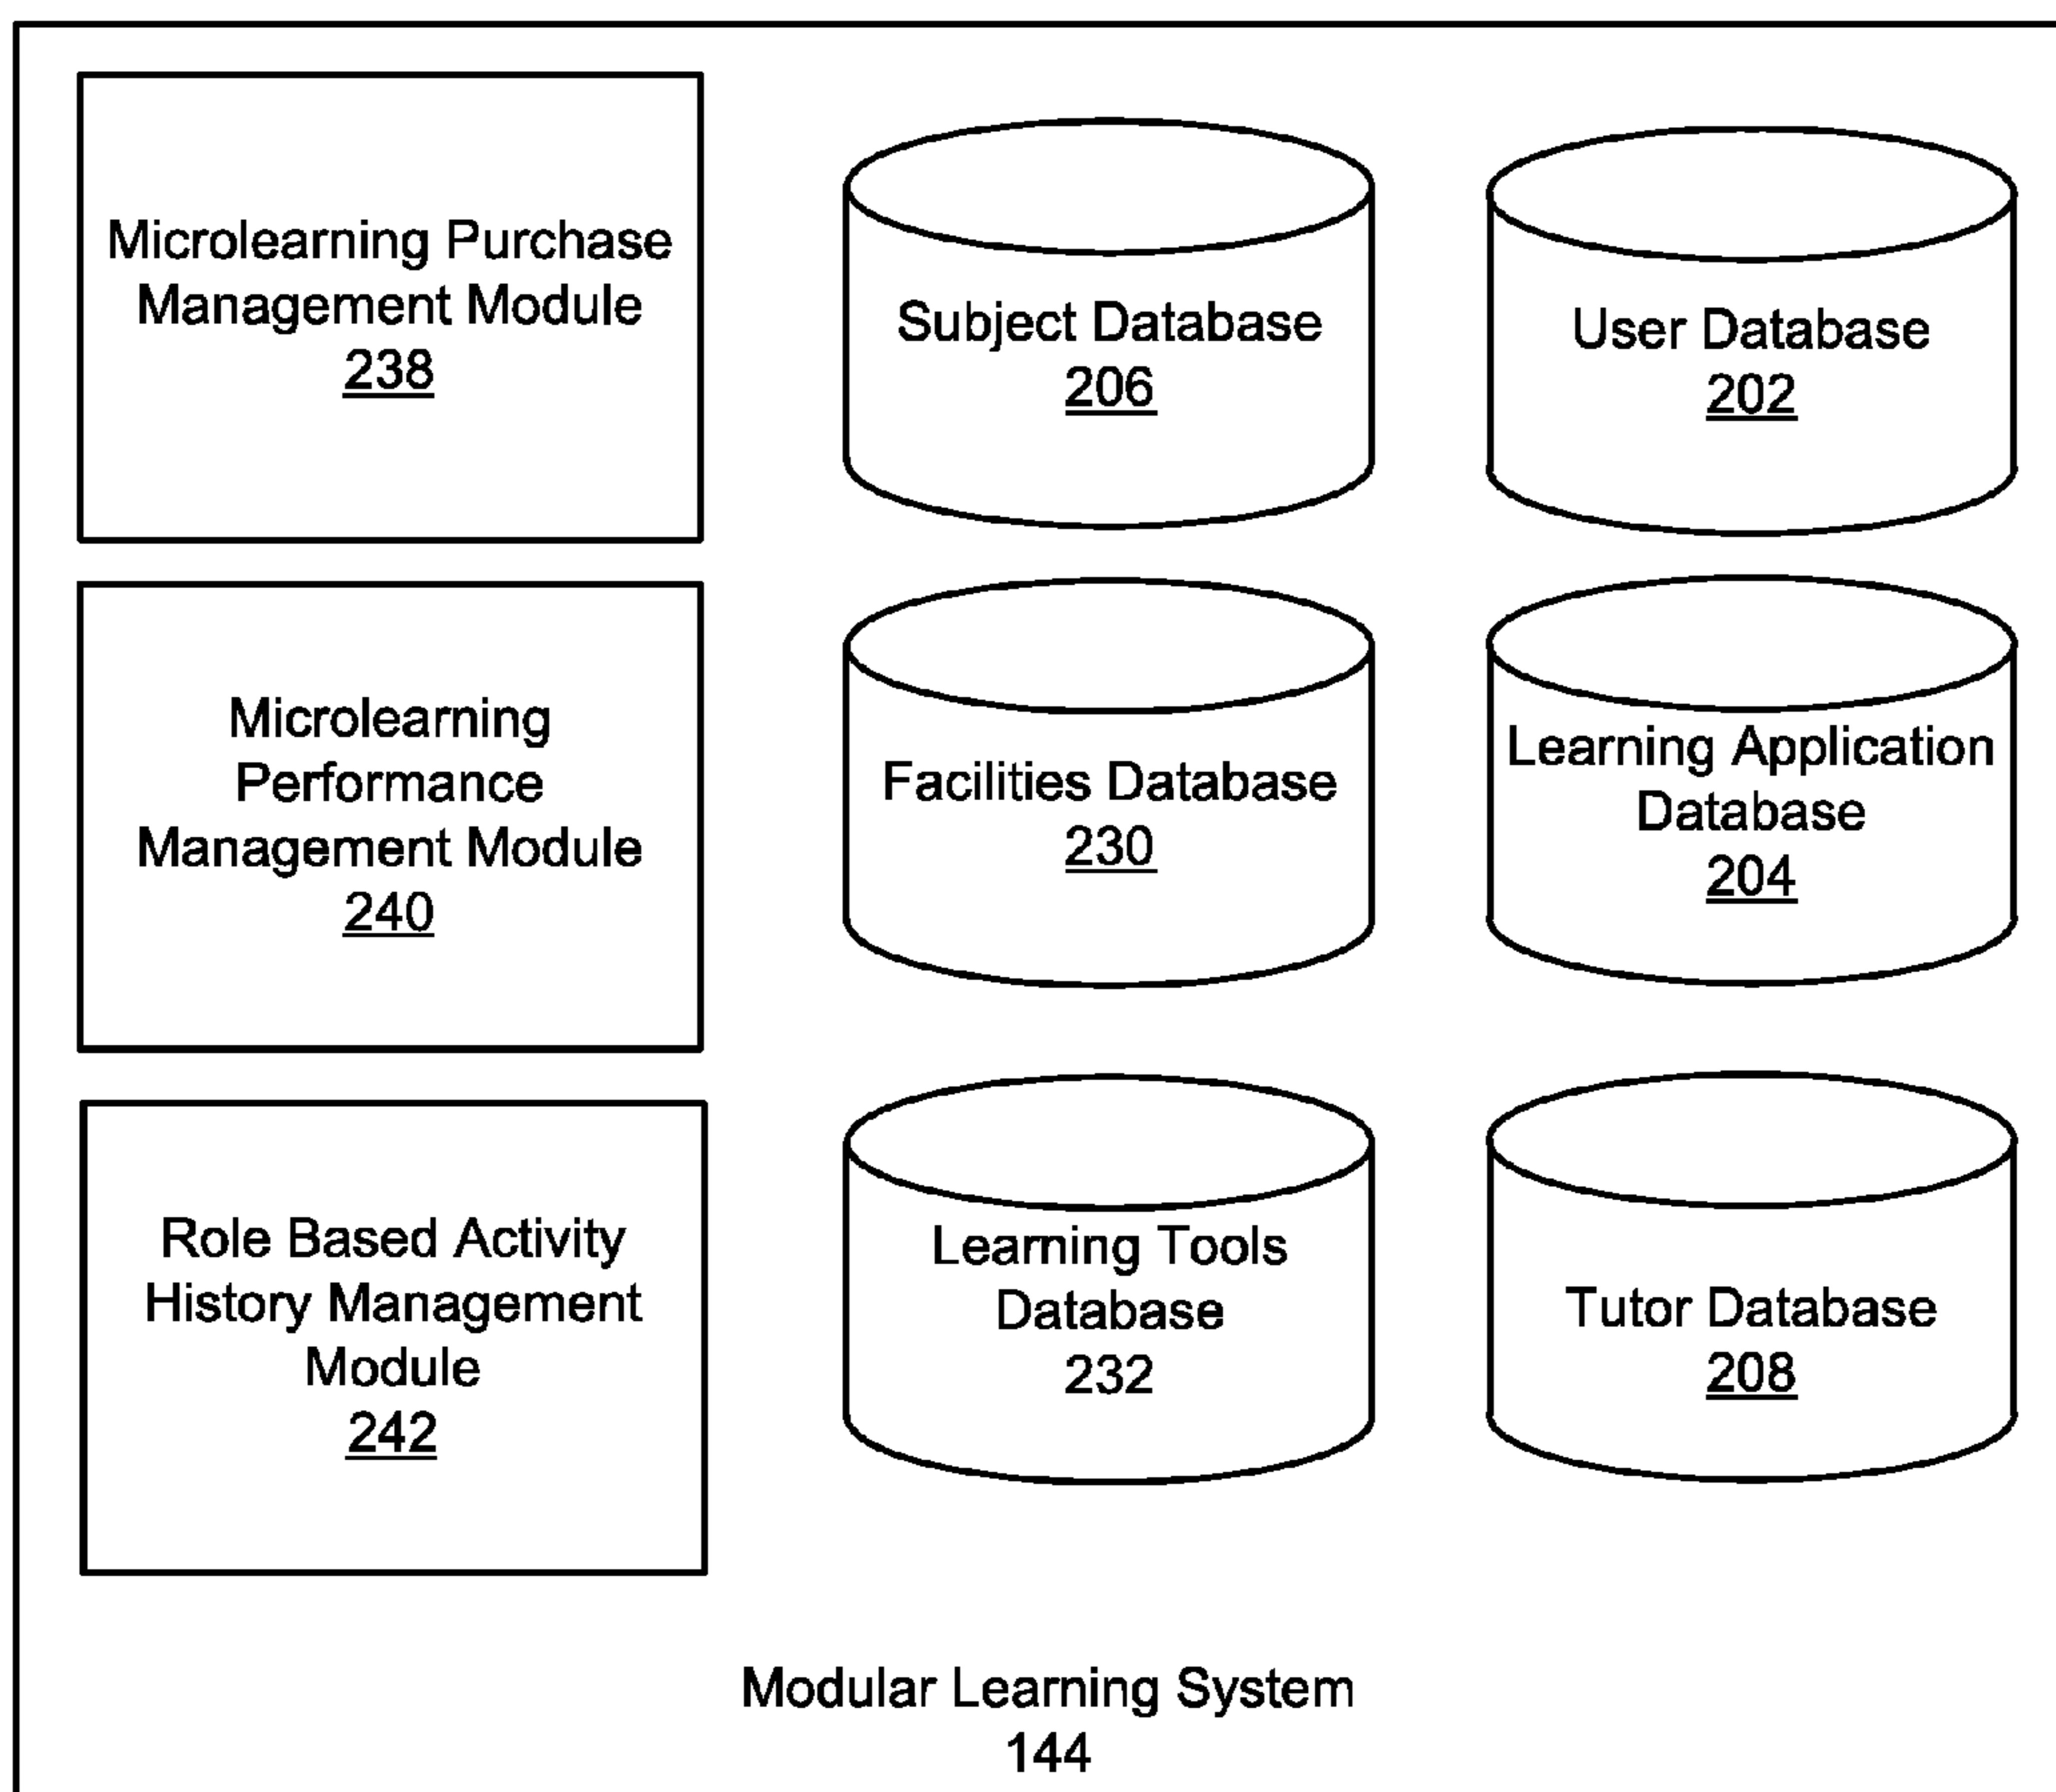 Microlearning Purchase
Management Module
238
Subject Database
206
User Database
202
Microlearning
Performance
Management Module
240
Facilities Database
230
Learning Application
Database
204
Role Based Activity
History Management
Module
242
Learning Tools
Database
232
Tutor Database
208
Modular Learning System
144